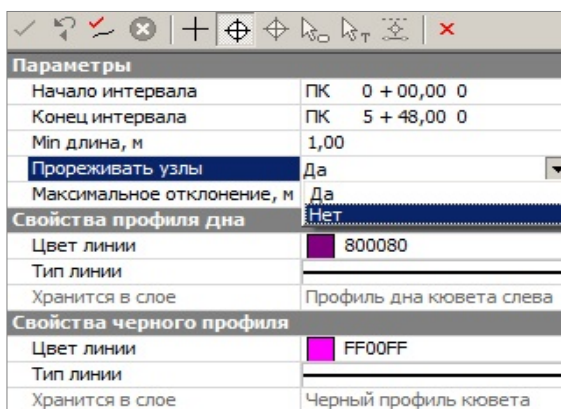 Параметры
Начало интервала ПК 0 + 00,00 0
Конец интервала ПК 5 + 48,00 0
Min длина, м 1,00
Прореживать узлы Да
Максимальное отклонение, м Да
Нет
Свойства профиля дна
Цвет линии 800080
Тип линии
Хранится в слое Профиль дна кювета слева
Свойства черного профиля
Цвет линии FF00FF
Тип линии
Хранится в слое Черный профиль кювета